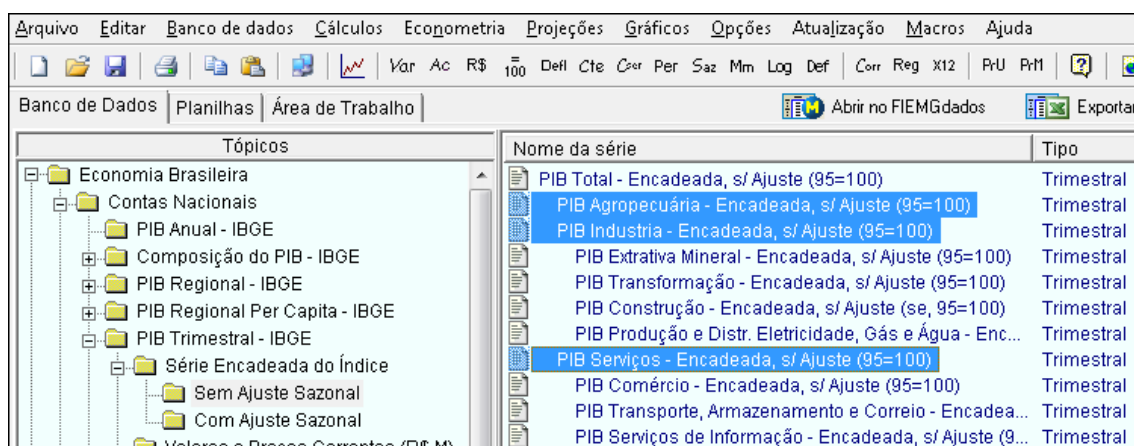 Arquivo Editar Banco de dados Cálculos Econometria Projeções Gráficos Opções Atualização Macros Ajuda
Var Ac R$ 100 Defl Cte Cser Per Saz Mm Log Def Corr Reg X12 PrU PrM
Banco de Dados Planilhas Área de Trabalho Abrir no FIEMGdados Exportar
Tópicos
Economia Brasileira
Contas Nacionais
PIB Anual - IBGE
Composição do PIB - IBGE
PIB Regional - IBGE
PIB Regional Per Capita - IBGE
PIB Trimestral - IBGE
Série Encadeada do Índice
Sem Ajuste Sazonal
Com Ajuste Sazonal
Valores a Preços Correntes (R$ M)
Nome da série Tipo
PIB Total - Encadeada, s/ Ajuste (95=100) Trimestral
PIB Agropecuária - Encadeada, s/ Ajuste (95=100) Trimestral
PIB Industria - Encadeada, s/ Ajuste (95=100) Trimestral
PIB Extrativa Mineral - Encadeada, s/ Ajuste (95=100) Trimestral
PIB Transformação - Encadeada, s/ Ajuste (95=100) Trimestral
PIB Construção - Encadeada, s/ Ajuste (se, 95=100) Trimestral
PIB Produção e Distr. Eletricidade, Gás e Água - Enc... Trimestral
PIB Serviços - Encadeada, s/ Ajuste (95=100) Trimestral
PIB Comércio - Encadeada, s/ Ajuste (95=100) Trimestral
PIB Transporte, Armazenamento e Correio - Encadea... Trimestral
PIB Serviços de Informação - Encadeada, s/ Ajuste (9... Trimestral